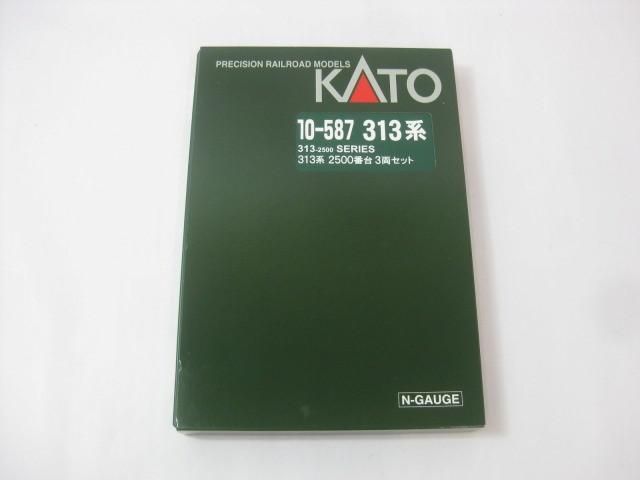 PRECISION RAILROAD MODELS
KATO
10-587 313系
313-2500 SERIES
313系 2500番台 3両セット
N-GAUGE